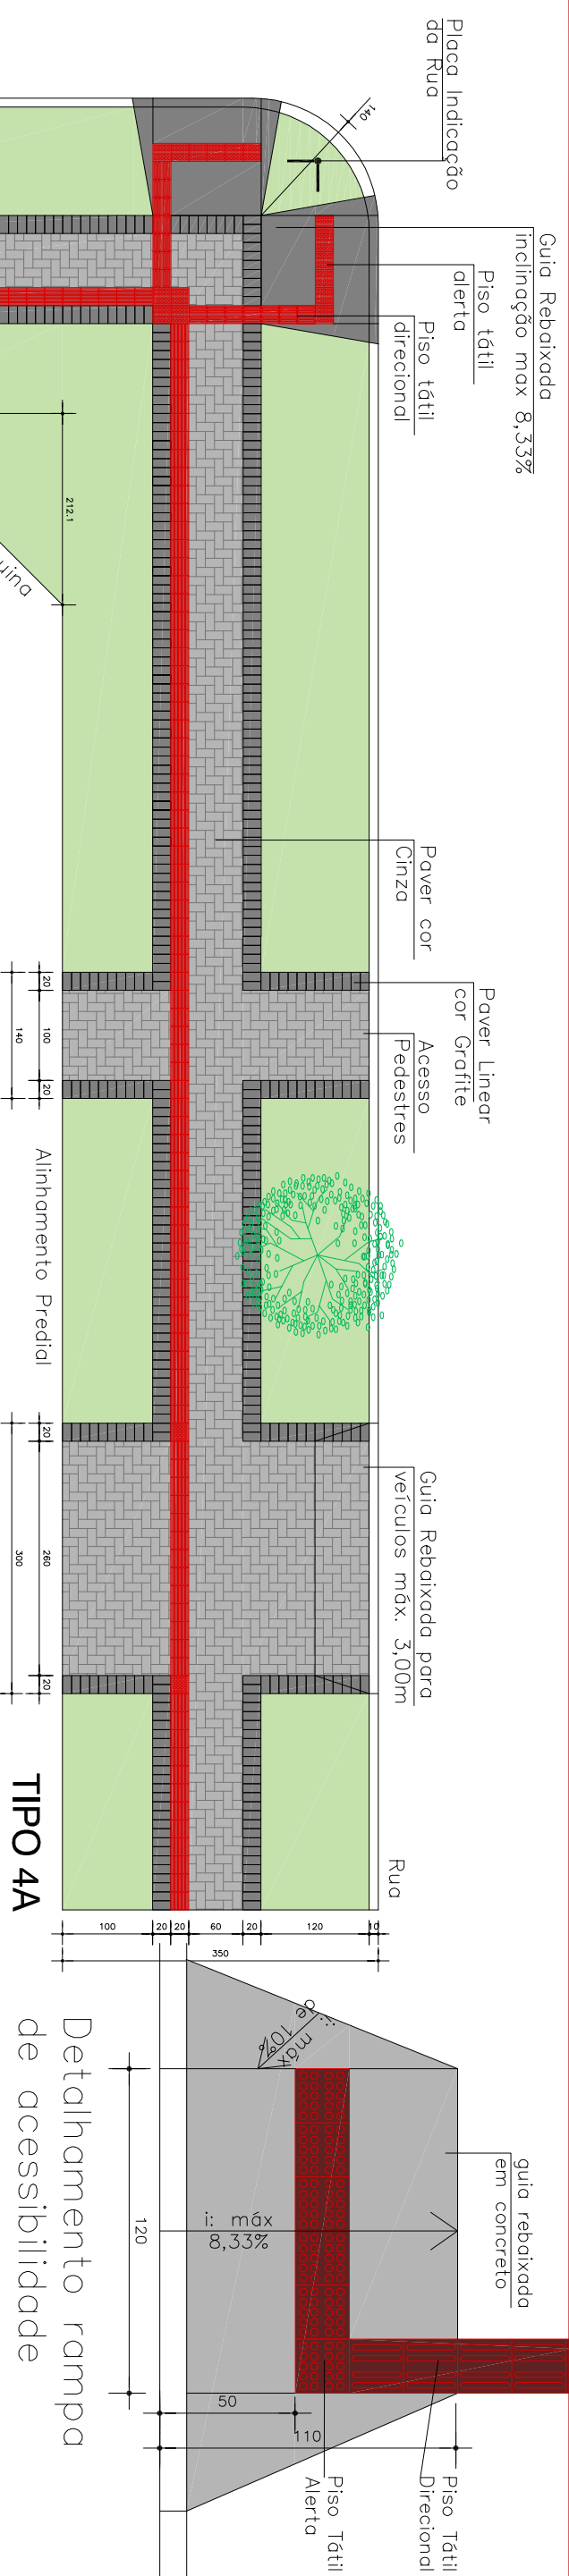 Placa Indicação
da Rua
140
Guia Rebaixada
inclinação max 8,33%
Piso tátil
alerta
Piso tátil
direcional
212.1
uina
Paver cor
Cinza
Paver Linear
cor Grafite
Acesso
Pedestres
20
100
20
140
Alinhamento Predial
Guia Rebaixada para
veículos máx. 3,00m
20
260
20
300
Rua
TIPO 4A
100
20
20
60
20
120
10
350
Detalhamento rampa
de acessibilidade
i: máx
de 10%
guia rebaixada
em concreto
i: máx
8,33%
120
50
110
Piso Tátil
Direcional
Piso Tátil
Alerta